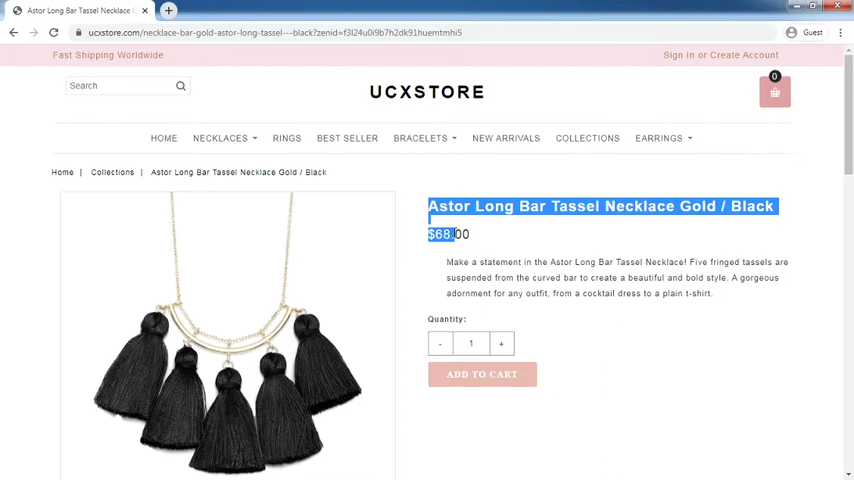 Astor Long Bar Tassel Necklace G
ucxstore.com/necklace-bar-gold-astor-long-tassel---black?zenid=f3l24u0i9b7h2dk91huemtmhi5
Guest
Fast Shipping Worldwide
Sign In or Create Account
Search
UCXSTORE
0
HOME NECKLACES RINGS BEST SELLER BRACELETS NEW ARRIVALS COLLECTIONS EARRINGS
Home | Collections | Astor Long Bar Tassel Necklace Gold / Black
Astor Long Bar Tassel Necklace Gold / Black
$68.00
Make a statement in the Astor Long Bar Tassel Necklace! Five fringed tassels are
suspended from the curved bar to create a beautiful and bold style. A gorgeous
adornment for any outfit, from a cocktail dress to a plain t-shirt.
Quantity:
- 1 +
ADD TO CART